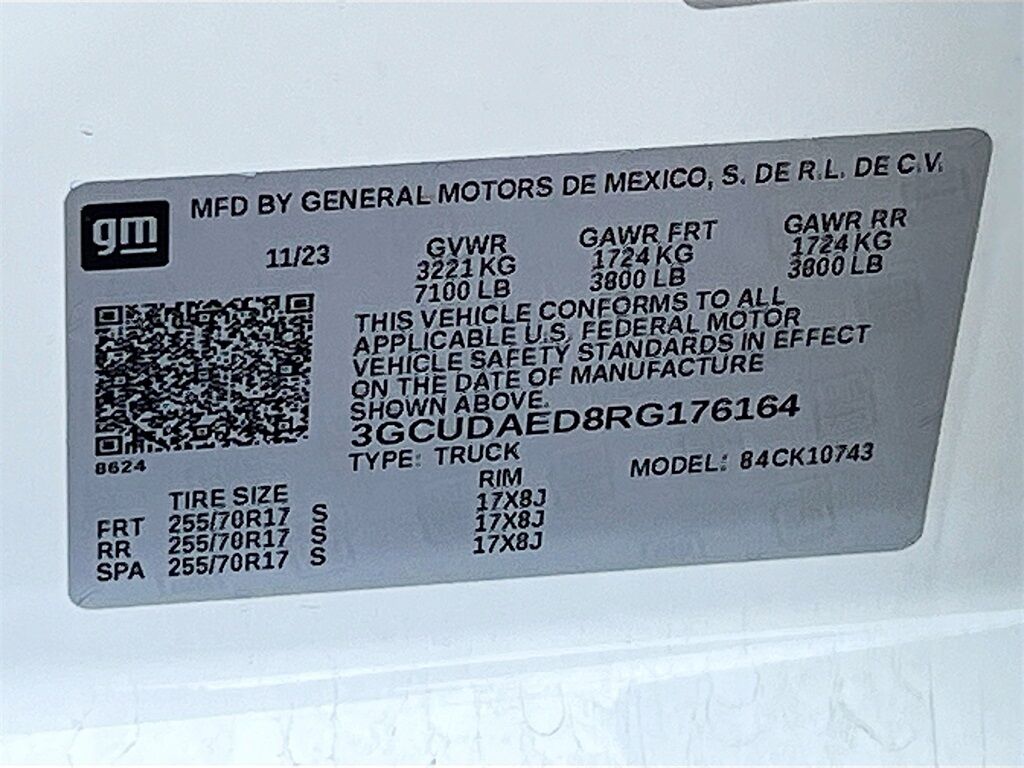 gm
MFD BY GENERAL MOTORS DE MEXICO, S. DE R.L. DE C.V.
11/23
GVWR GAWR FRT GAWR RR
3221 KG 1724 KG 1724 KG
7100 LB 3800 LB 3800 LB
THIS VEHICLE CONFORMS TO ALL
APPLICABLE U.S. FEDERAL MOTOR
VEHICLE SAFETY STANDARDS IN EFFECT
ON THE DATE OF MANUFACTURE
SHOWN ABOVE.
3GCUDAED8RG176164
8624
TYPE: TRUCK MODEL: 84CK10743
TIRE SIZE RIM
FRT 255/70R17 S 17X8J
RR 255/70R17 S 17X8J
SPA 255/70R17 S 17X8J